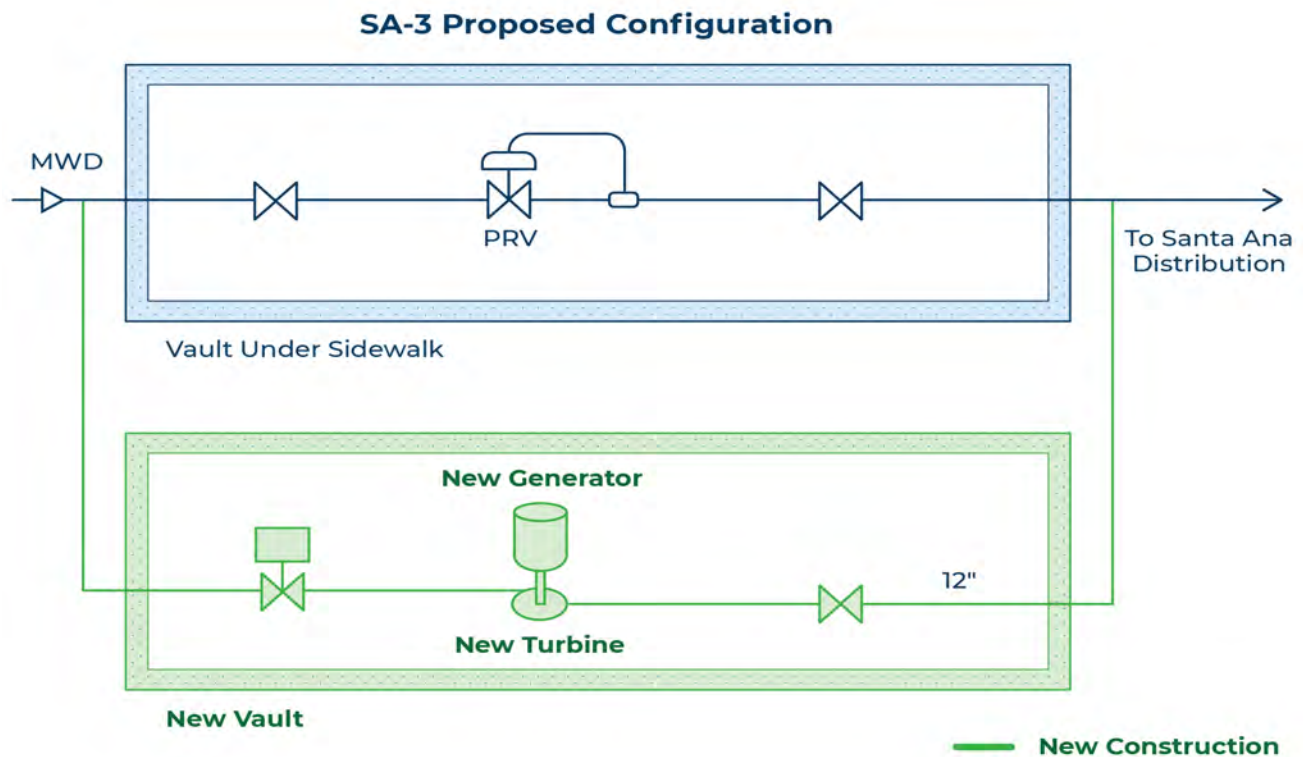 SA-3 Proposed Configuration
MWD
PRV
To Santa Ana
Distribution
Vault Under Sidewalk
New Generator
12"
New Turbine
New Vault
New Construction